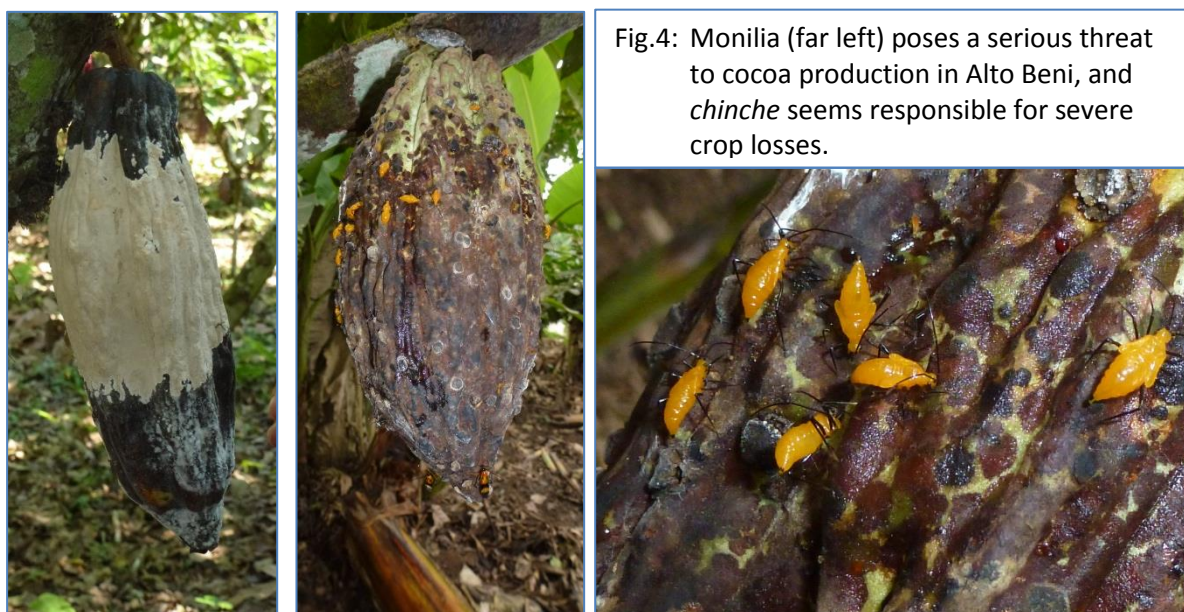 Fig.4: Monilia (far left) poses a serious threat
to cocoa production in Alto Beni, and
chinche seems responsible for severe
crop losses.